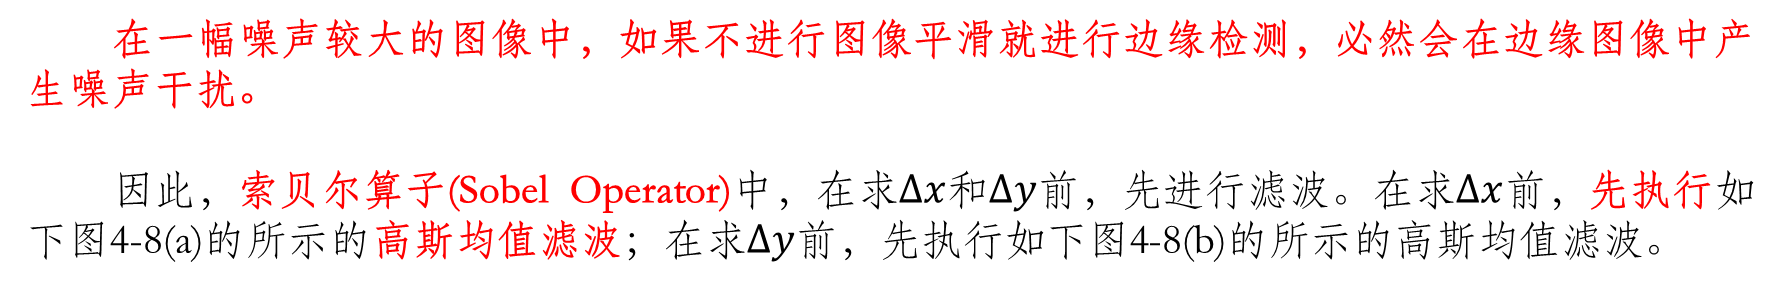 在一幅噪声较大的图像中，如果不进行图像平滑就进行边缘检测，必然会在边缘图像中产
生噪声干扰。
因此，索贝尔算子(Sobel Operator)中，在求Δx和Δy前，先进行滤波。在求Δx前，先执行如
下图4-8(a)的所示的高斯均值滤波；在求Δy前，先执行如下图4-8(b)的所示的高斯均值滤波。